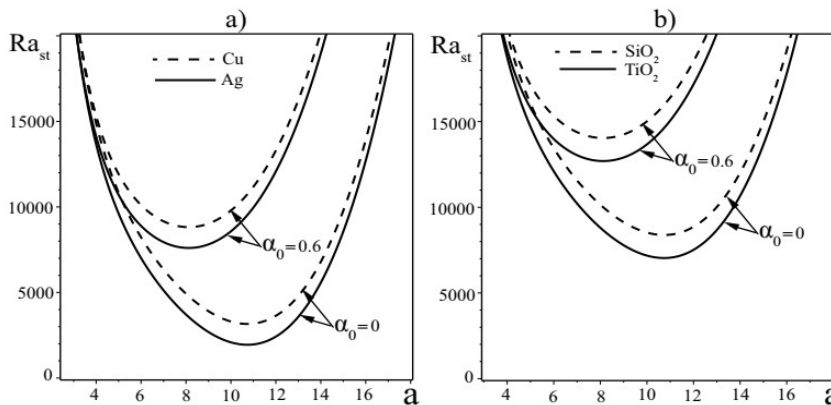 a)
Ra_st
Cu
Ag
15000
10000
5000
0
α₀=0.6
α₀=0
4 6 8 10 12 14 16 a
b)
Ra_st
SiO₂
TiO₂
15000
10000
5000
0
α₀=0.6
α₀=0
4 6 8 10 12 14 16 a